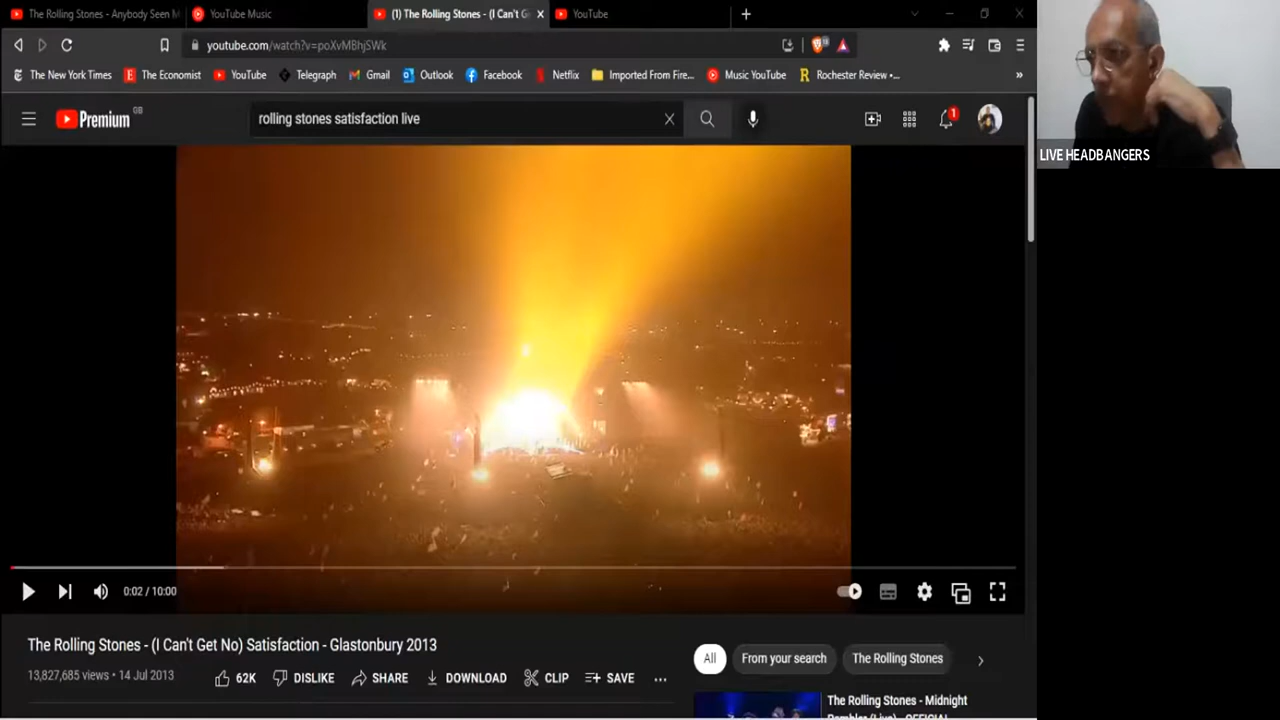 The Rolling Stones - Anybody Seen M
YouTube Music
(1) The Rolling Stones - (I Can't G
YouTube
youtube.com/watch?v=poXvMBhjSWk
The New York Times
The Economist
YouTube
Telegraph
Gmail
Outlook
Facebook
Netflix
Imported From Fire...
Music YouTube
Rochester Review •...
»
Premium GB
rolling stones satisfaction live
1
LIVE HEADBANGERS
0:02 / 10:00
The Rolling Stones - (I Can't Get No) Satisfaction - Glastonbury 2013
13,827,685 views • 14 Jul 2013
62K
DISLIKE
SHARE
DOWNLOAD
CLIP
SAVE
...
All
From your search
The Rolling Stones
The Rolling Stones - Midnight
Rambler (Live) - OFFICIAL